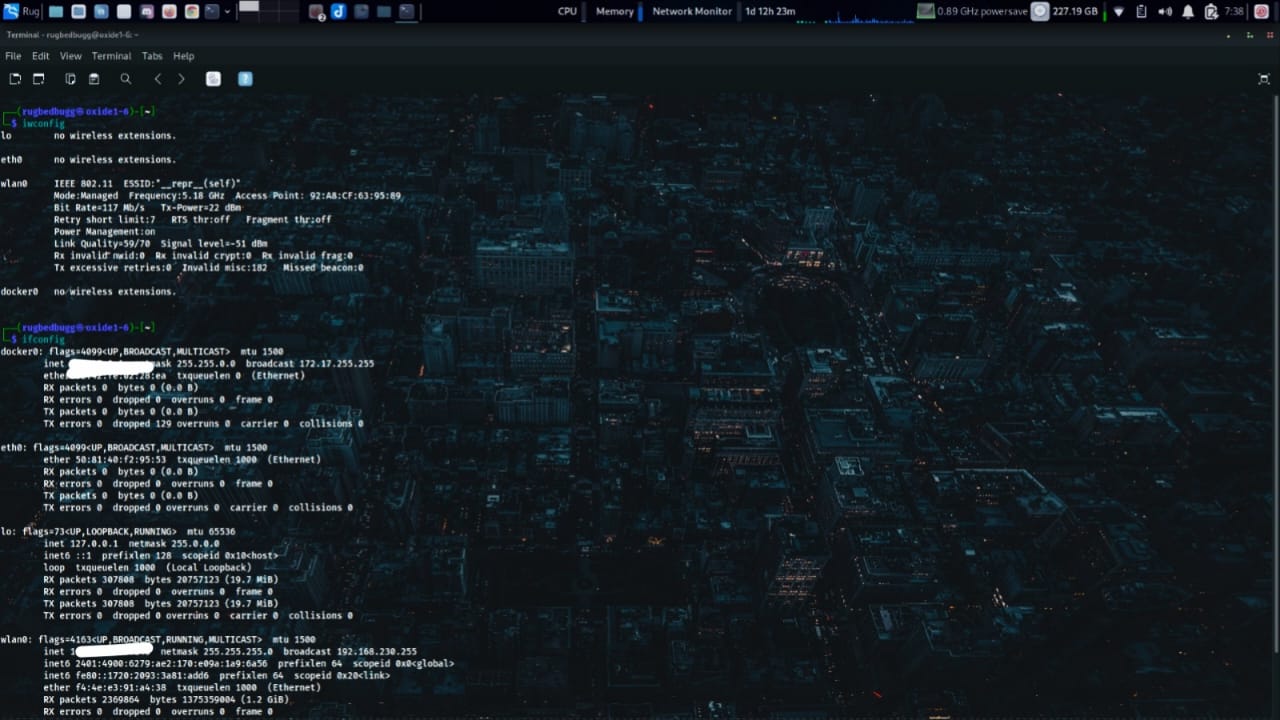 Rug
2
CPU
Memory
Network Monitor
1d 12h 23m
0.89 GHz powersave
227.19 GB
7:38
Terminal - rugbedbugg@oxide1-6: ~
File Edit View Terminal Tabs Help
┌──(rugbedbugg㉿oxide1-6)-[~]
└─$ iwconfig
lo no wireless extensions.
eth0 no wireless extensions.
wlan0 IEEE 802.11 ESSID:"__repr__(self)"
Mode:Managed Frequency:5.18 GHz Access Point: 92:A8:CF:63:95:89
Bit Rate=117 Mb/s Tx-Power=22 dBm
Retry short limit:7 RTS thr:off Fragment thr:off
Power Management:on
Link Quality=59/70 Signal level=-51 dBm
Rx invalid nwid:0 Rx invalid crypt:0 Rx invalid frag:0
Tx excessive retries:0 Invalid misc:182 Missed beacon:0
docker0 no wireless extensions.
┌──(rugbedbugg㉿oxide1-6)-[~]
└─$ ifconfig
docker0: flags=4099<UP,BROADCAST,MULTICAST> mtu 1500
inet 255.255.0.0 broadcast 172.17.255.255
ether txqueuelen 0 (Ethernet)
RX packets 0 bytes 0 (0.0 B)
RX errors 0 dropped 0 overruns 0 frame 0
TX packets 0 bytes 0 (0.0 B)
TX errors 0 dropped 129 overruns 0 carrier 0 collisions 0
eth0: flags=4099<UP,BROADCAST,MULTICAST> mtu 1500
ether 50:81:40:f2:95:53 txqueuelen 1000 (Ethernet)
RX packets 0 bytes 0 (0.0 B)
RX errors 0 dropped 0 overruns 0 frame 0
TX packets 0 bytes 0 (0.0 B)
TX errors 0 dropped 0 overruns 0 carrier 0 collisions 0
lo: flags=73<UP,LOOPBACK,RUNNING> mtu 65536
inet 127.0.0.1 netmask 255.0.0.0
inet6 ::1 prefixlen 128 scopeid 0x10<host>
loop txqueuelen 1000 (Local Loopback)
RX packets 307808 bytes 20757123 (19.7 MiB)
RX errors 0 dropped 0 overruns 0 frame 0
TX packets 307808 bytes 20757123 (19.7 MiB)
TX errors 0 dropped 0 overruns 0 carrier 0 collisions 0
wlan0: flags=4163<UP,BROADCAST,RUNNING,MULTICAST> mtu 1500
inet 1 netmask 255.255.255.0 broadcast 192.168.230.255
inet6 2401:4900:6279:ae2:170:e09a:1a9:6a56 prefixlen 64 scopeid 0x0<global>
inet6 fe80::1720:2093:3a81:add6 prefixlen 64 scopeid 0x20<link>
ether f4:4e:e3:91:a4:38 txqueuelen 1000 (Ethernet)
RX packets 2369864 bytes 1375359004 (1.2 GiB)
RX errors 0 dropped 0 overruns 0 frame 0